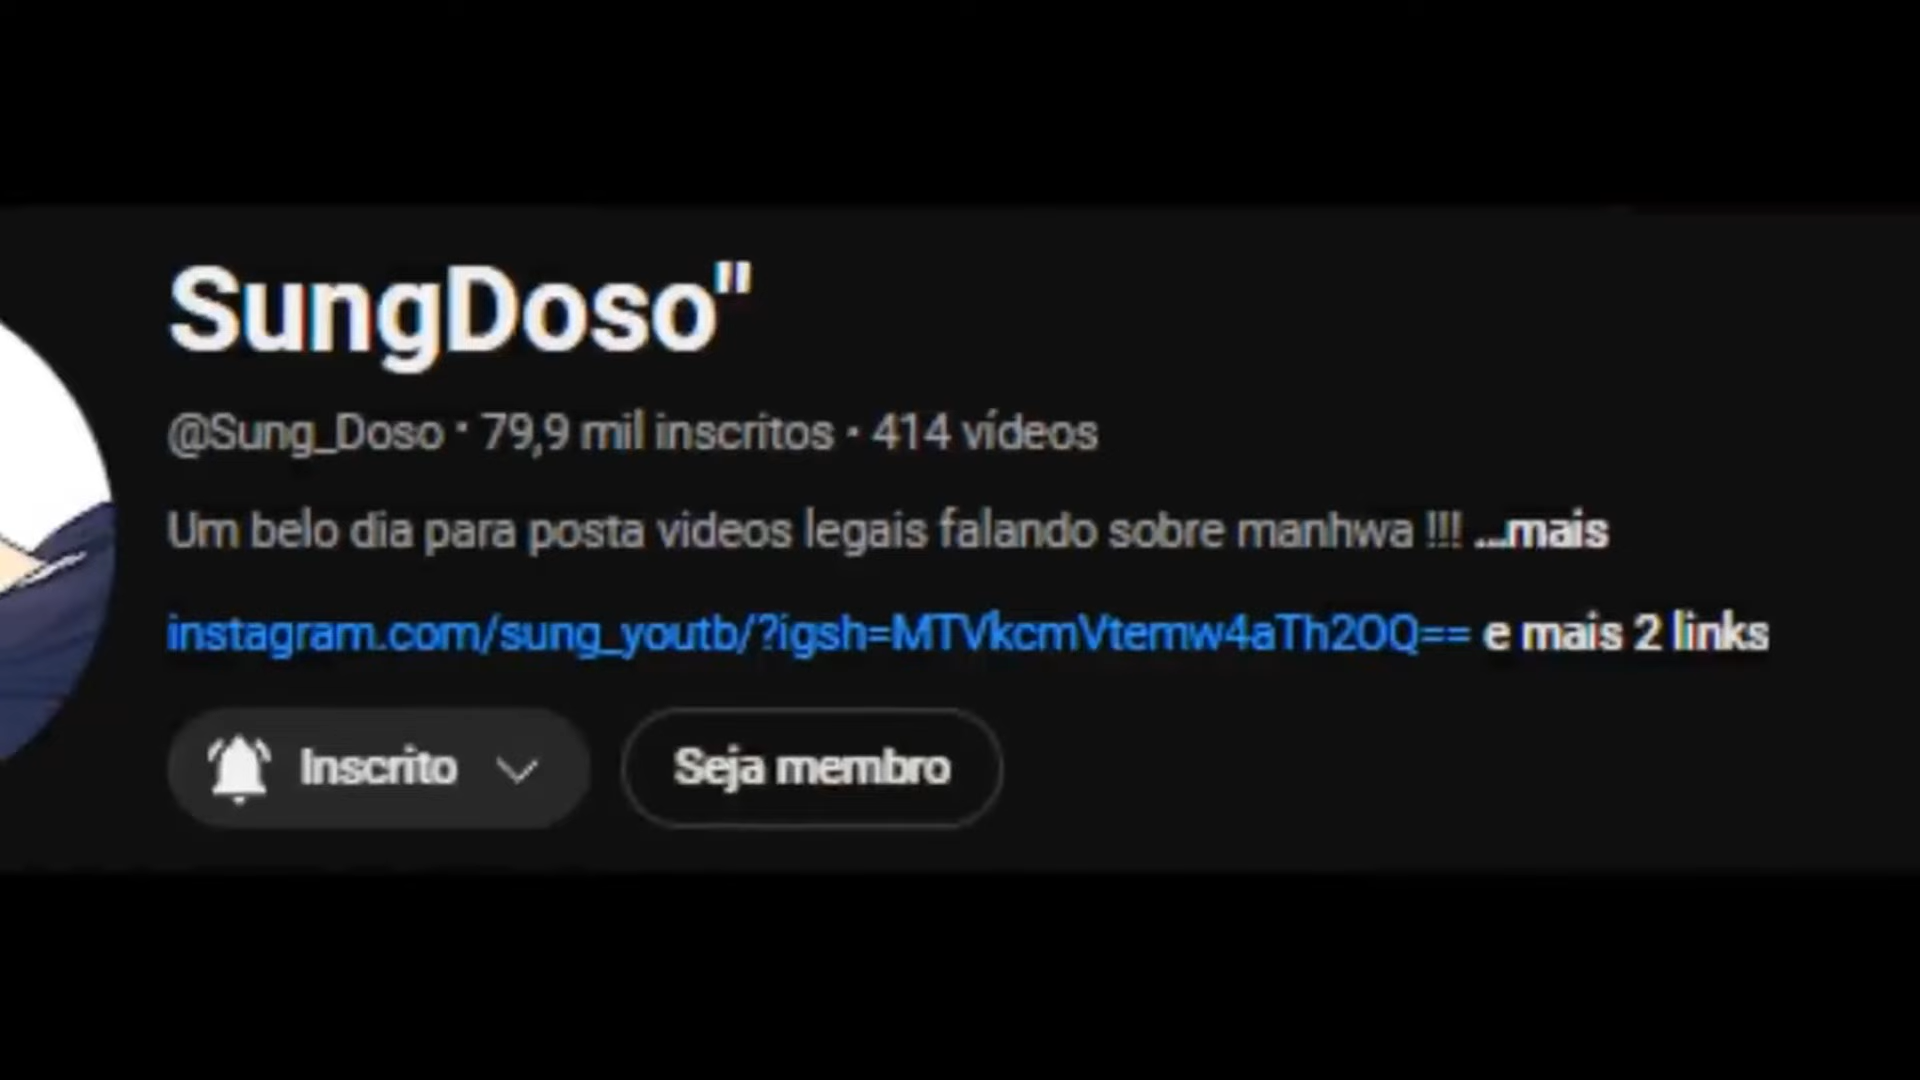 SungDoso"
@Sung_Doso · 79,9 mil inscritos · 414 vídeos
Um belo dia para posta videos legais falando sobre manhwa !!! ...mais
instagram.com/sung_youtb/?igsh=MTVkcmVtemw4aTh2OQ== e mais 2 links
Inscrito
Seja membro